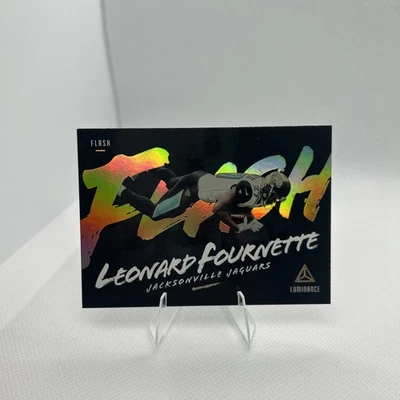 FLASH
FLASH
LEONARD FOURNETTE
JACKSONVILLE JAGUARS
LUMINANCE